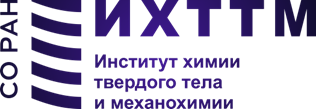 СО РАН
ИХТТМ
Институт химии
твердого тела
и механохимии